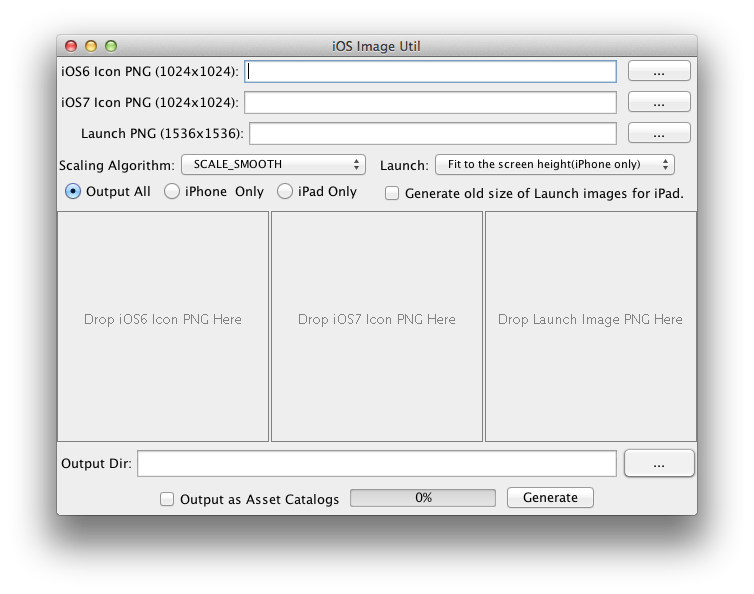 iOS Image Util
iOS6 Icon PNG (1024x1024): ...
iOS7 Icon PNG (1024x1024): ...
Launch PNG (1536x1536): ...
Scaling Algorithm: SCALE_SMOOTH Launch: Fit to the screen height(iPhone only)
Output All iPhone Only iPad Only Generate old size of Launch images for iPad.
Drop iOS6 Icon PNG Here Drop iOS7 Icon PNG Here Drop Launch Image PNG Here
Output Dir: ...
Output as Asset Catalogs 0% Generate